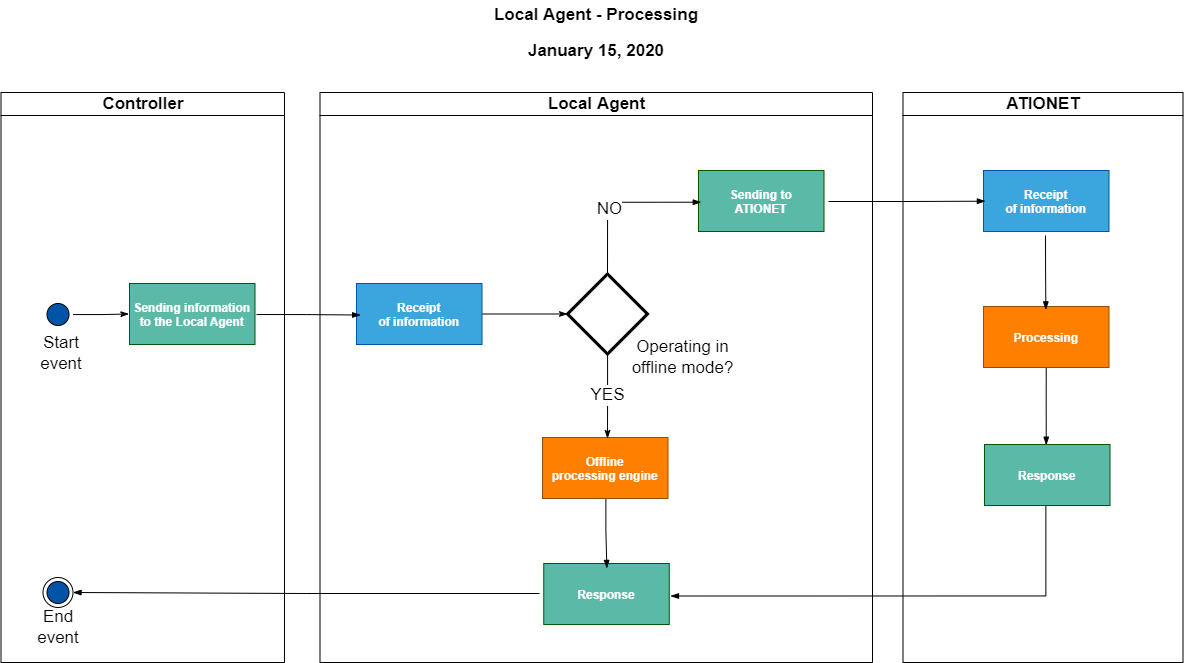 Local Agent - Processing
January 15, 2020
Controller
Local Agent
ATIONET
Start
event
Sending information
to the Local Agent
Receipt
of information
Operating in
offline mode?
NO
Sending to
ATIONET
YES
Offline
processing engine
Response
Receipt
of information
Processing
Response
End
event